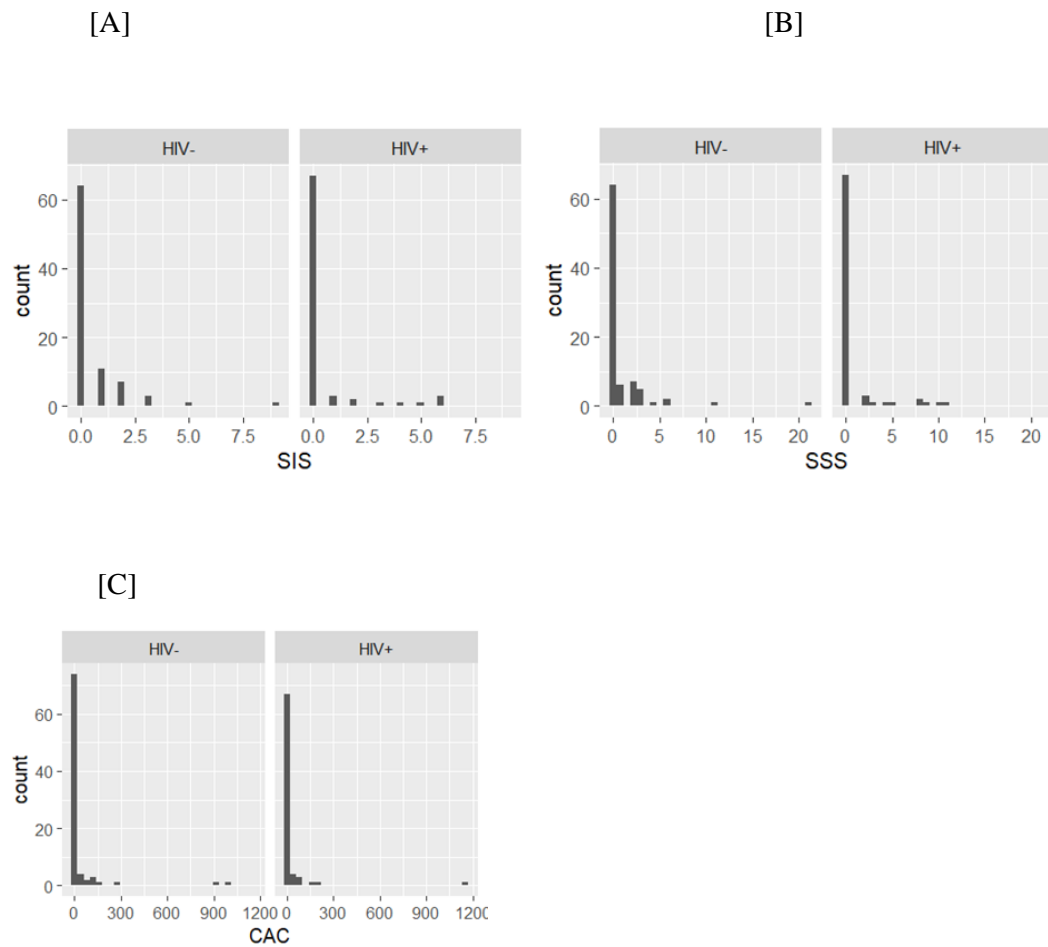 [A]
[B]
HIV- HIV+
60
40
20
0
count
0.0 2.5 5.0 7.5 0.0 2.5 5.0 7.5
SIS
HIV- HIV+
60
40
20
0
count
0 5 10 15 20 0 5 10 15 20
SSS
[C]
HIV- HIV+
60
40
20
0
count
0 300 600 900 1200 0 300 600 900 1200
CAC